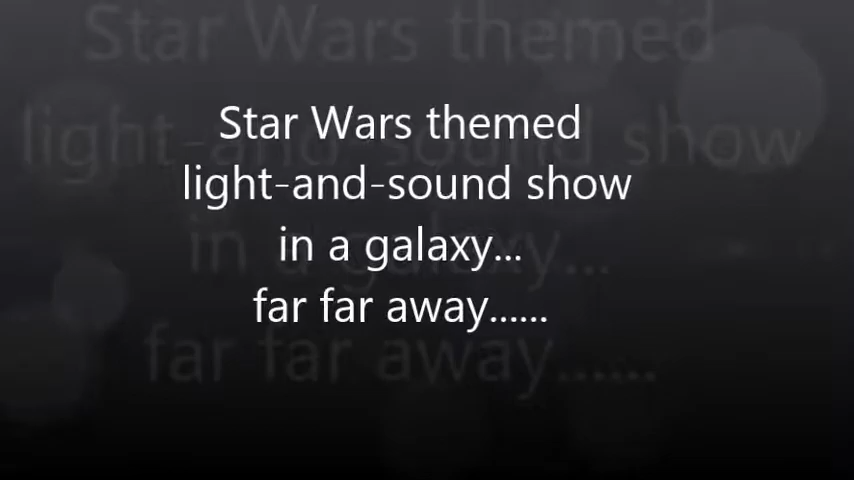 Star Wars themed
light-and-sound show
in a galaxy...
far far away......